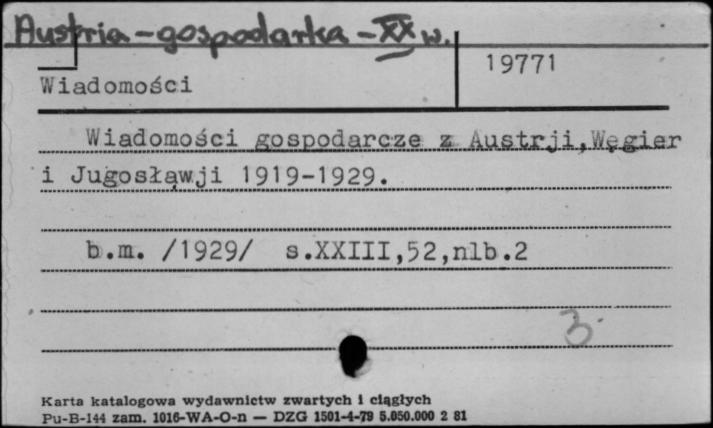 Austria - gospodarka - XX w.
19771
Wiadomości
Wiadomości gospodarcze z Austrji,Węgier
i Jugosławji 1919-1929.
b.m. /1929/ s.XXIII,52,nlb.2
3.
Karta katalogowa wydawnictw zwartych i ciągłych
Pu-B-144 zam. 1016-WA-O-n — DZG 1501-4-79 5.050.000 2 81